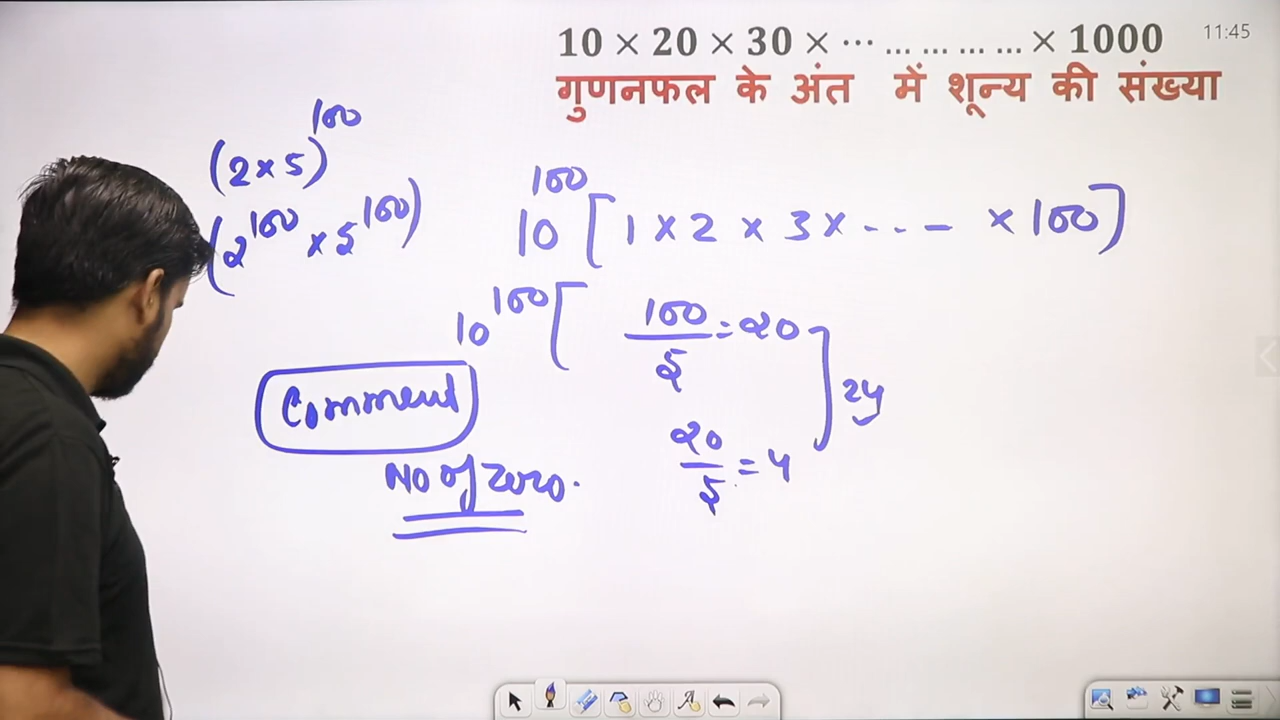 10 × 20 × 30 × ⋯ … … … … × 1000
11:45
गुणनफल के अंत में शून्य की संख्या
(2×5)^100
(2^100 × 5^100)
10^100 [1 × 2 × 3 × - - - × 100]
10^100 [
100/5 = 20
20/5 = 4
] 24
Comment
No of zero.